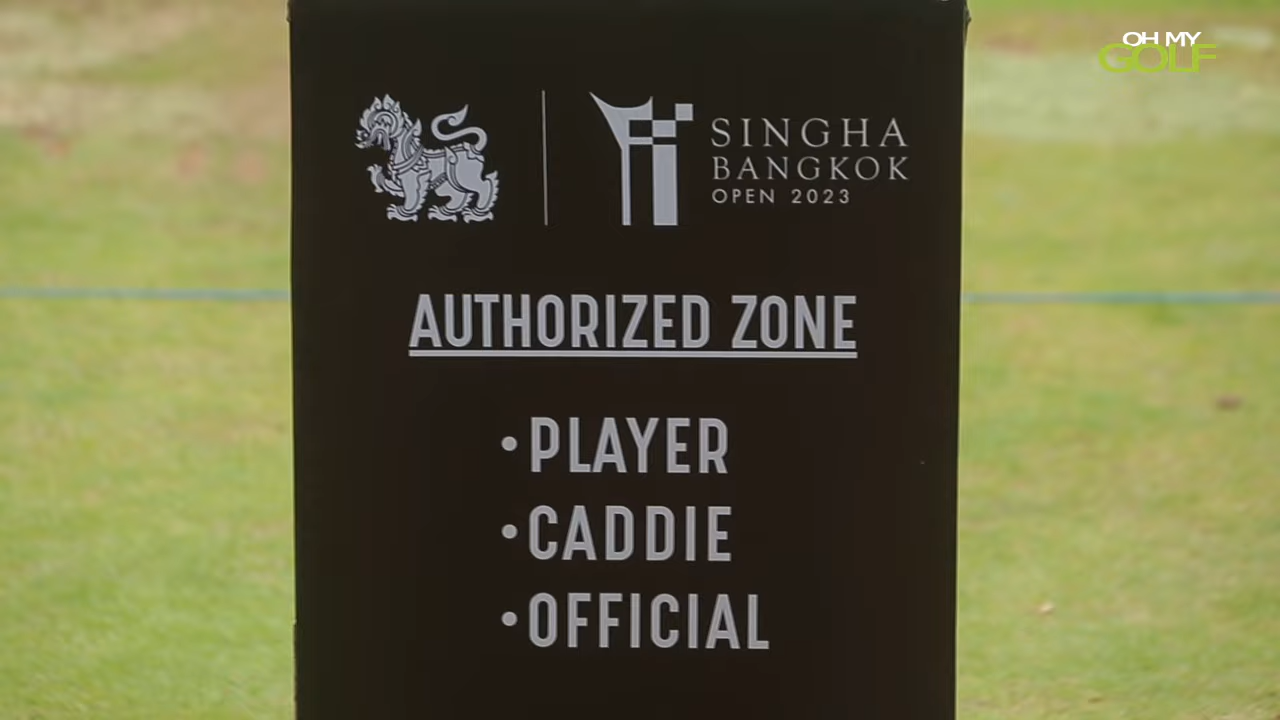 OH MY
GOLF
SINGHA
BANGKOK
OPEN 2023
AUTHORIZED ZONE
•PLAYER
•CADDIE
•OFFICIAL